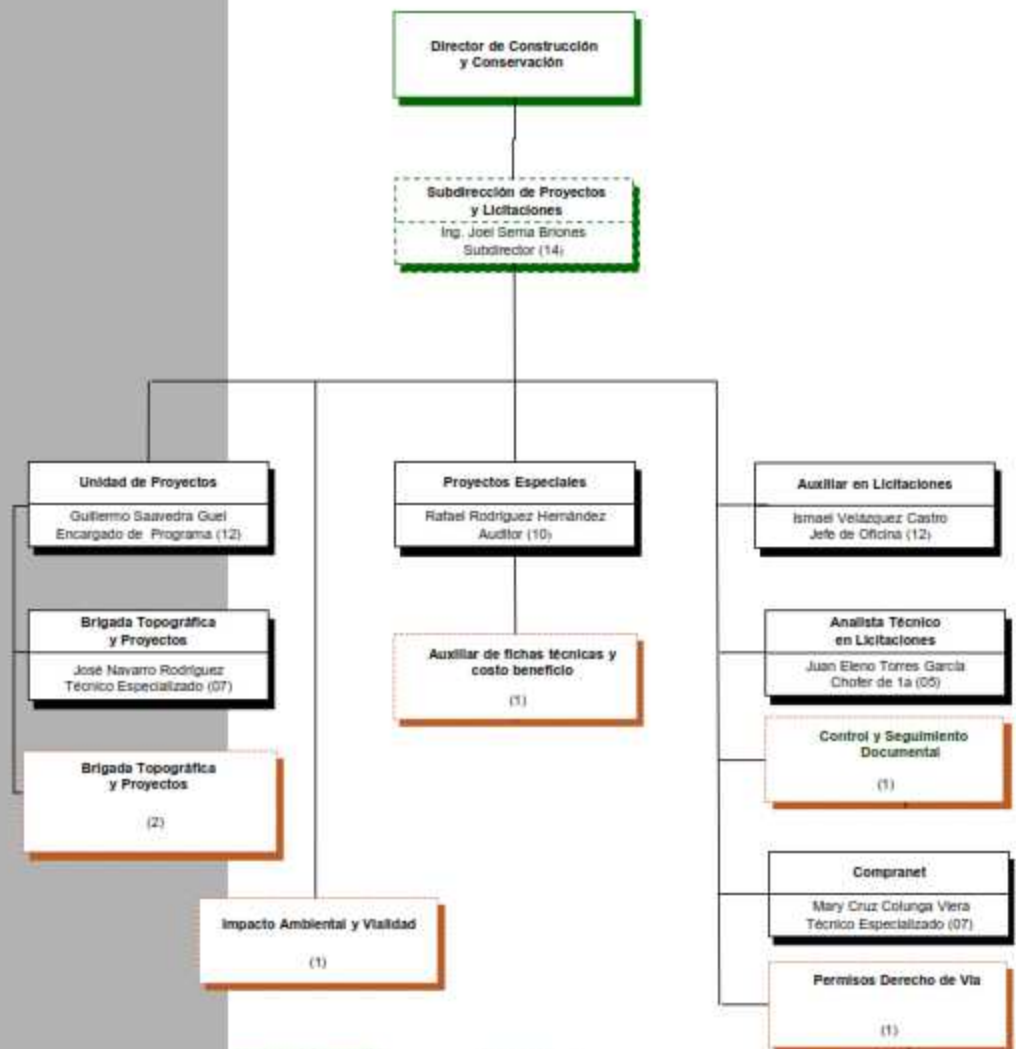 Director de Construcción
y Conservación
Subdirección de Proyectos
y Licitaciones
Ing. Joel Serna Briones
Subdirector (14)
Unidad de Proyectos
Guillermo Saavedra Guel
Encargado de Programa (12)
Proyectos Especiales
Rafael Rodríguez Hernández
Auditor (10)
Auxiliar en Licitaciones
Ismael Velázquez Castro
Jefe de Oficina (12)
Brigada Topográfica
y Proyectos
José Navarro Rodríguez
Técnico Especializado (07)
Auxiliar de fichas técnicas y
costo beneficio
(1)
Analista Técnico
en Licitaciones
Juan Eleno Torres García
Chofer de 1a (05)
Control y Seguimiento
Documental
(1)
Brigada Topográfica
y Proyectos
(2)
Compranet
Mary Cruz Colunga Viera
Técnico Especializado (07)
Impacto Ambiental y Vialidad
(1)
Permisos Derecho de Vía
(1)